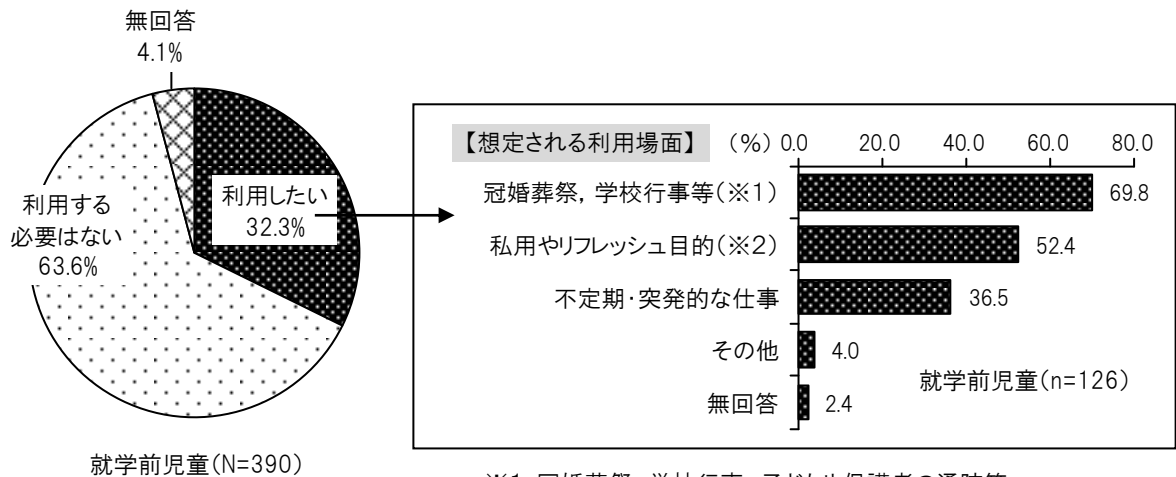 無回答
4.1%
利用したい
32.3%
利用する
必要はない
63.6%
就学前児童(N=390)
【想定される利用場面】 (%) 0.0 20.0 40.0 60.0 80.0
冠婚葬祭, 学校行事等(※1) 69.8
私用やリフレッシュ目的(※2) 52.4
不定期・突発的な仕事 36.5
その他 4.0
就学前児童(n=126)
無回答 2.4